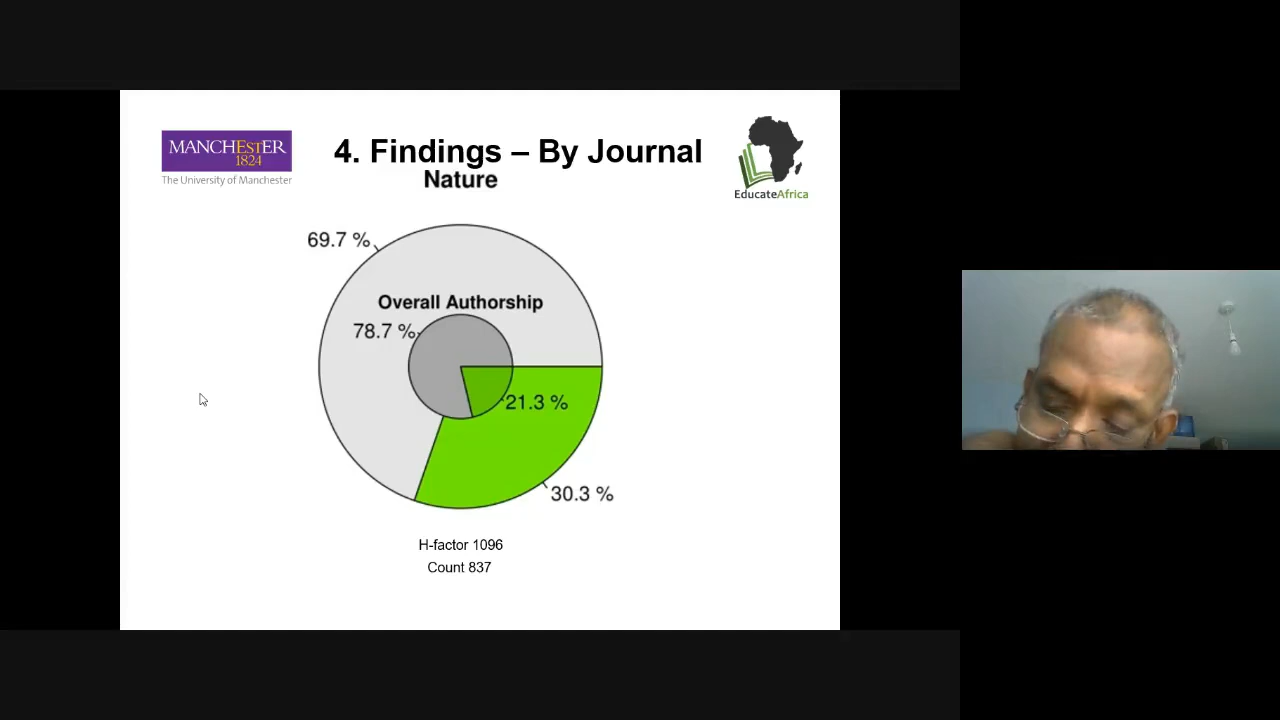 MANCHESTER
1824
The University of Manchester
4. Findings – By Journal
Nature
EducateAfrica
69.7 %
Overall Authorship
78.7 %
21.3 %
30.3 %
H-factor 1096
Count 837